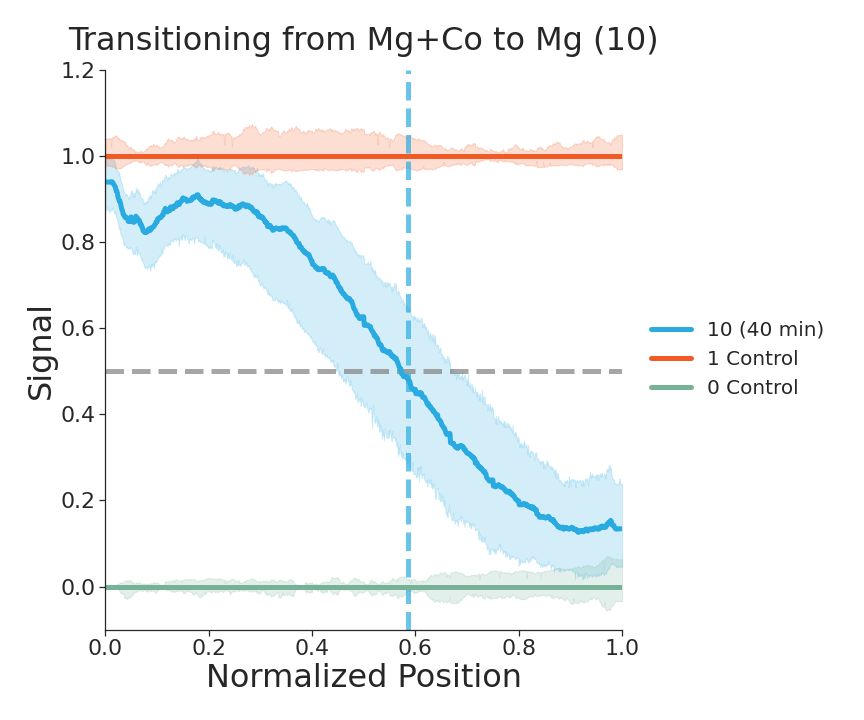 Transitioning from Mg+Co to Mg (10)
1.2
1.0
0.8
0.6
0.4
0.2
0.0
Signal
0.0 0.2 0.4 0.6 0.8 1.0
Normalized Position
10 (40 min)
1 Control
0 Control